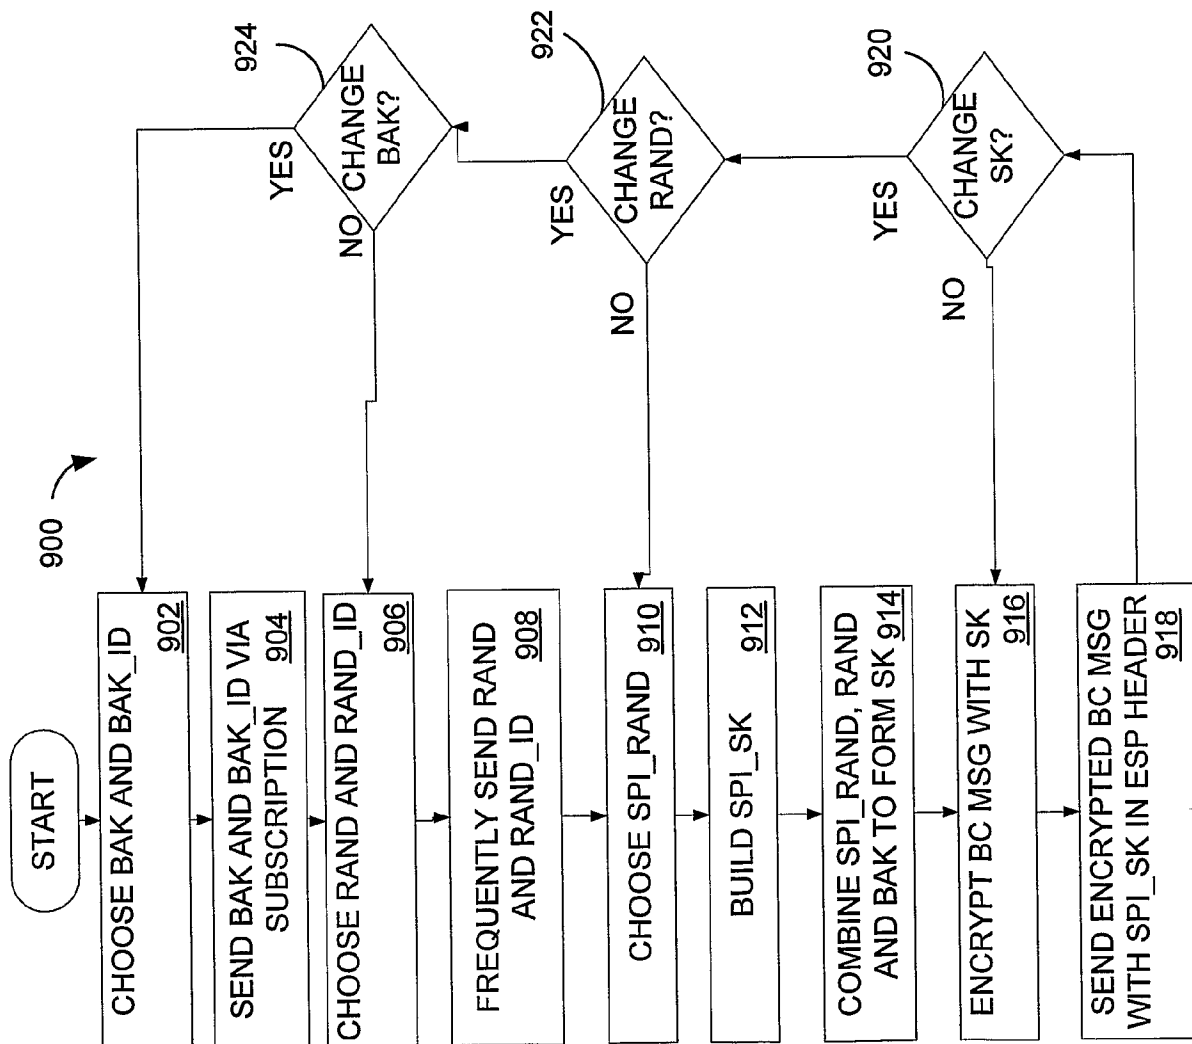 START
900
CHOOSE BAK AND BAK_ID
902
SEND BAK AND BAK_ID VIA
SUBSCRIPTION
904
CHOOSE RAND AND RAND_ID
906
FREQUENTLY SEND RAND
AND RAND_ID
908
CHOOSE SPI_RAND
910
BUILD SPI_SK
912
COMBINE SPI_RAND, RAND
AND BAK TO FORM SK
914
ENCRYPT BC MSG WITH SK
916
SEND ENCRYPTED BC MSG
WITH SPI_SK IN ESP HEADER
918
CHANGE
SK?
920
YES
NO
CHANGE
RAND?
922
YES
NO
CHANGE
BAK?
924
YES
NO